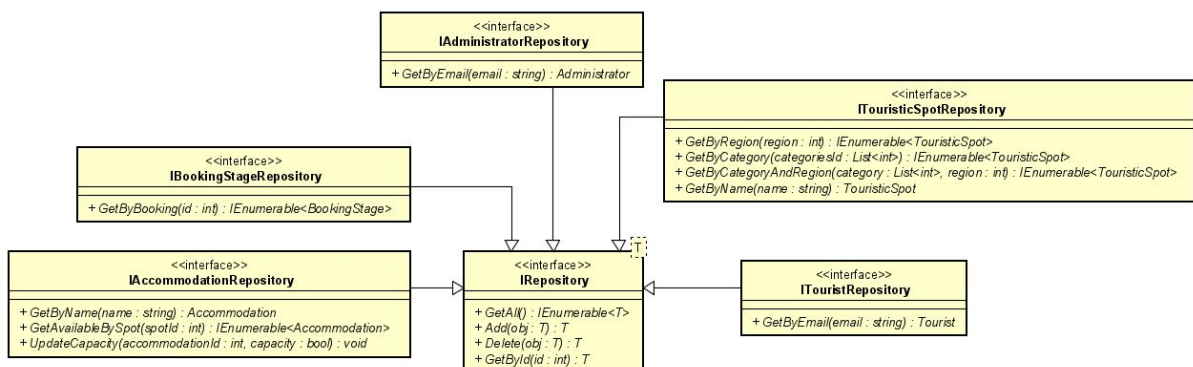 <<interface>>
IAdministratorRepository
+ GetByEmail(email : string) : Administrator
<<interface>>
ITouristicSpotRepository
+ GetByRegion(region : int) : IEnumerable<TouristicSpot>
+ GetByCategory(categoriesId : List<int>) : IEnumerable<TouristicSpot>
+ GetByCategoryAndRegion(category : List<int>, region : int) : IEnumerable<TouristicSpot>
+ GetByName(name : string) : TouristicSpot
<<interface>>
IBookingStageRepository
+ GetByBooking(id : int) : IEnumerable<BookingStage>
<<interface>>
IAccommodationRepository
+ GetByName(name : string) : Accommodation
+ GetAvailableBySpot(spotId : int) : IEnumerable<Accommodation>
+ UpdateCapacity(accommodationId : int, capacity : bool) : void
T
<<interface>>
IRepository
+ GetAll() : IEnumerable<T>
+ Add(obj : T) : T
+ Delete(obj : T) : T
+ GetById(id : int) : T
<<interface>>
ITouristRepository
+ GetByEmail(email : string) : Tourist